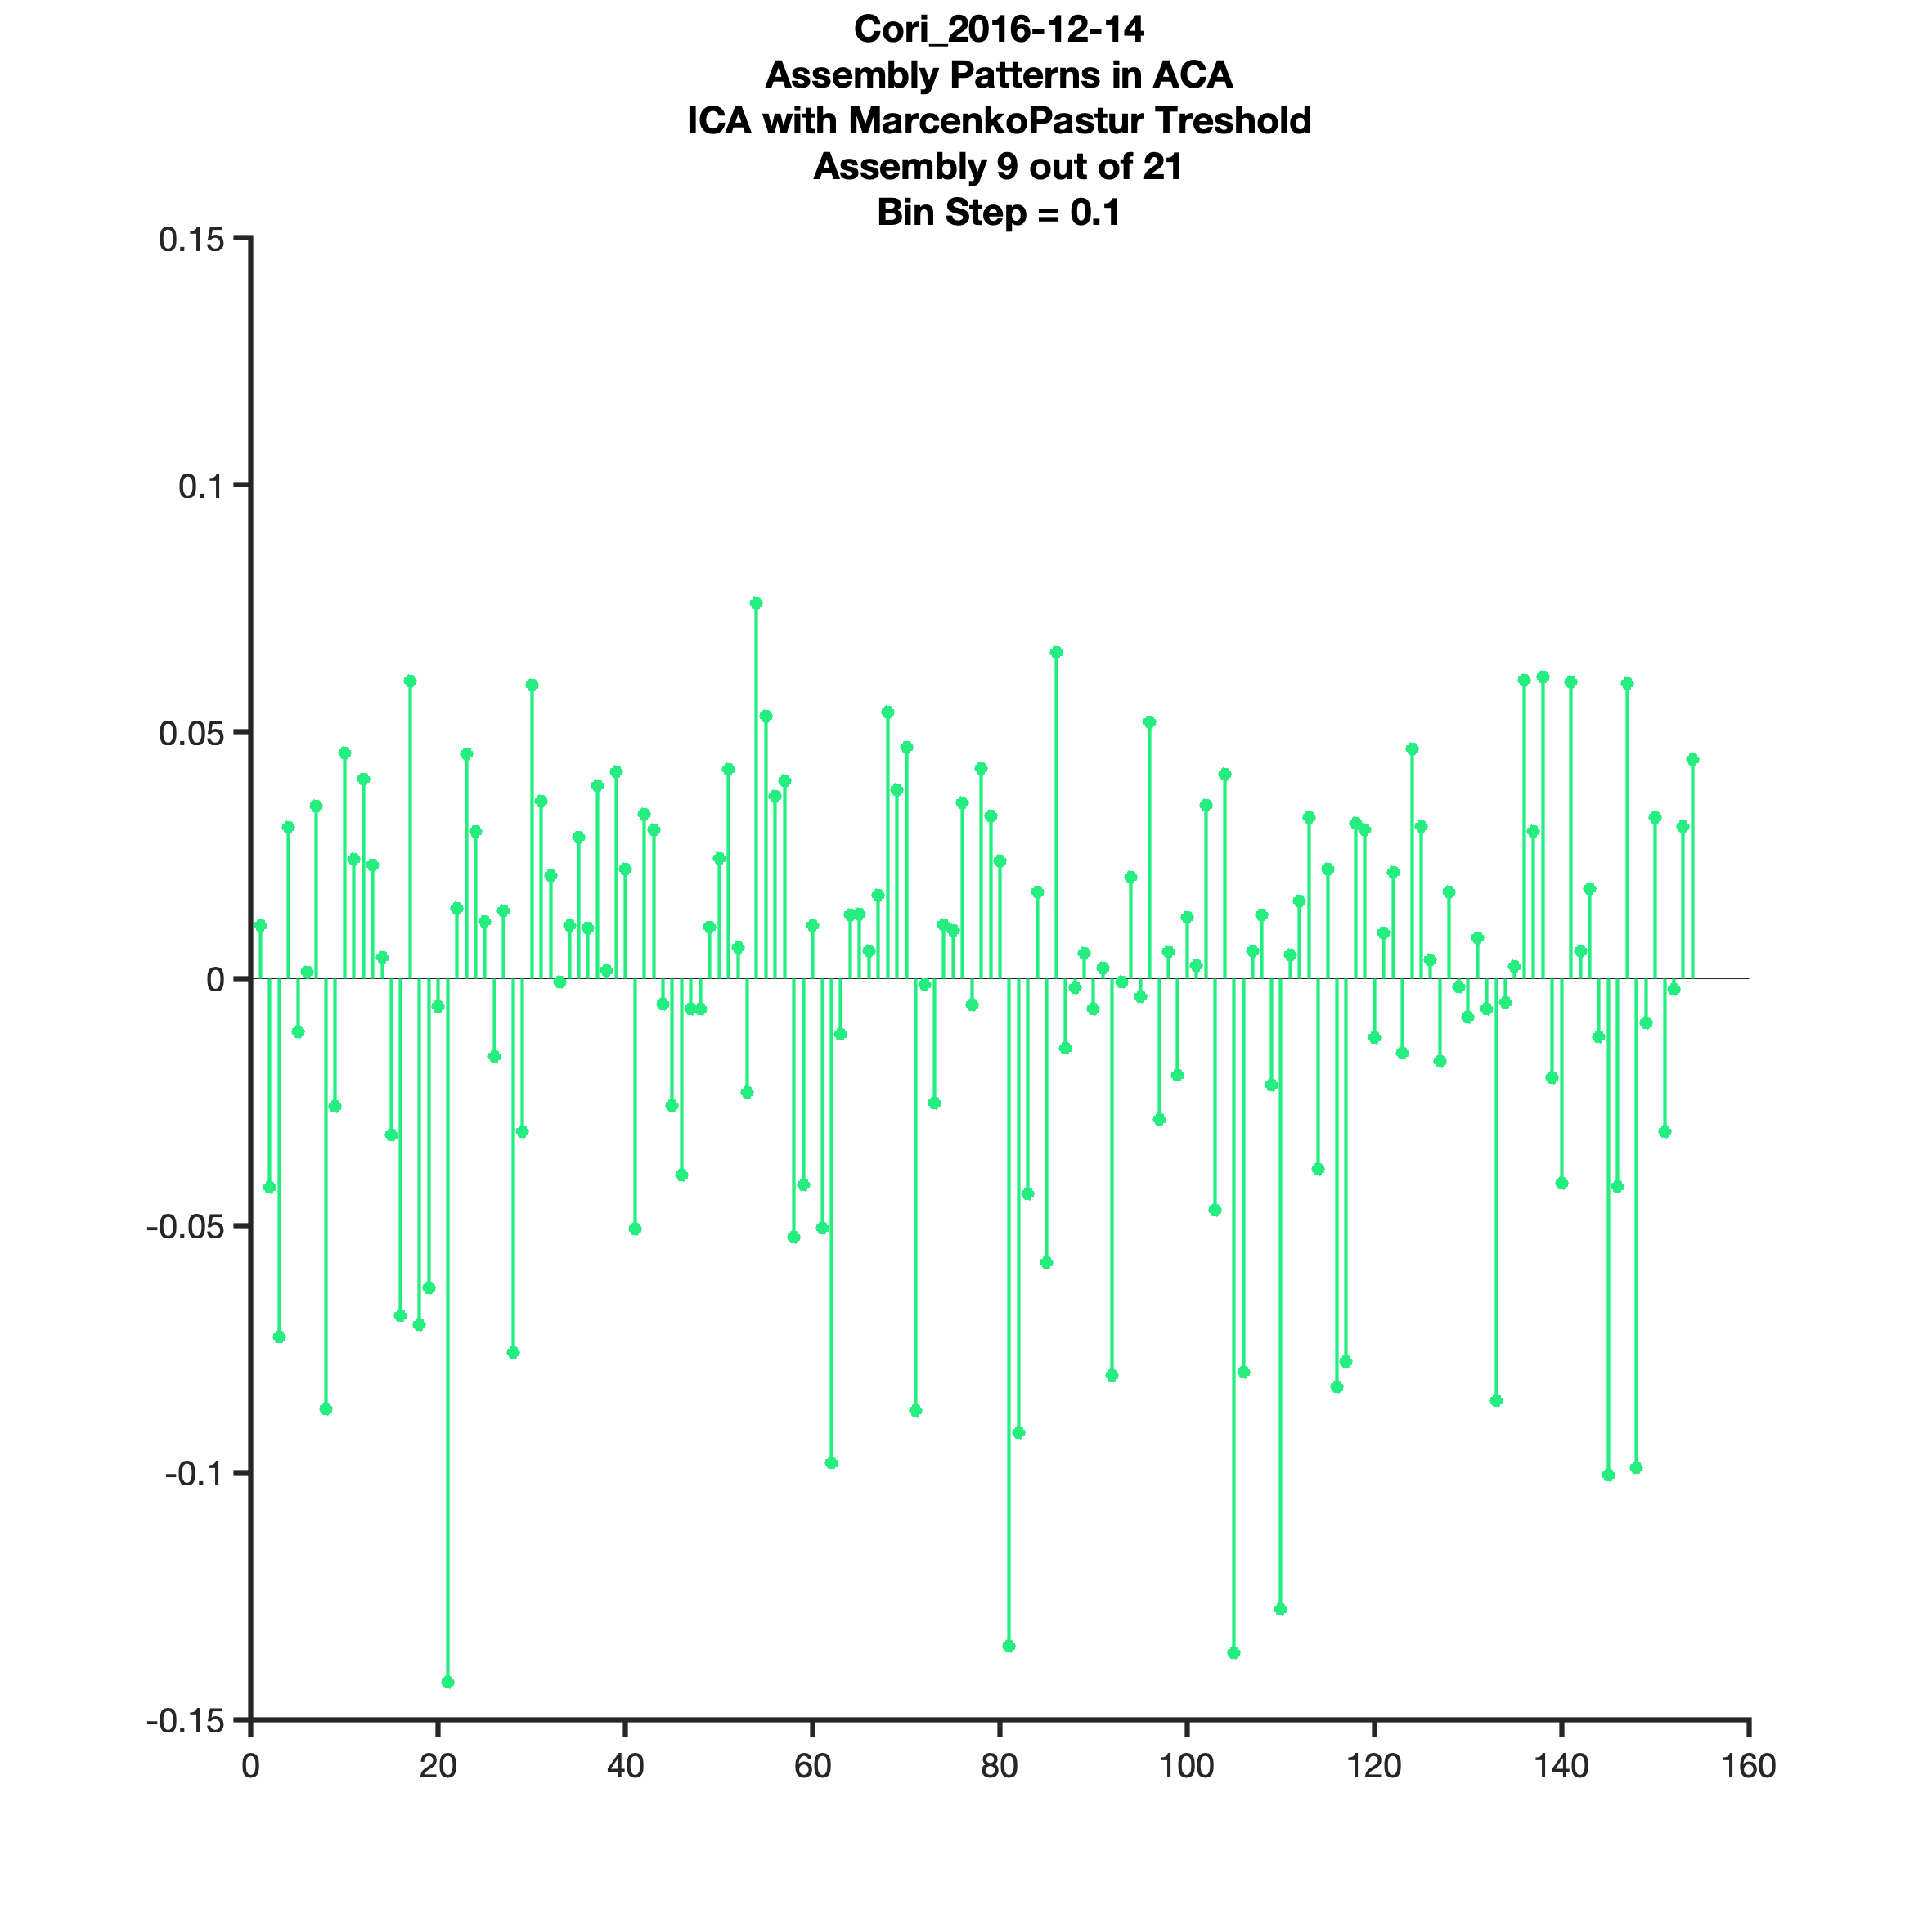 Cori_2016-12-14
Assembly Patterns in ACA
ICA with MarcenkoPastur Treshold
Assembly 9 out of 21
Bin Step = 0.1
0.15
0.1
0.05
0
-0.05
-0.1
-0.15
0 20 40 60 80 100 120 140 160